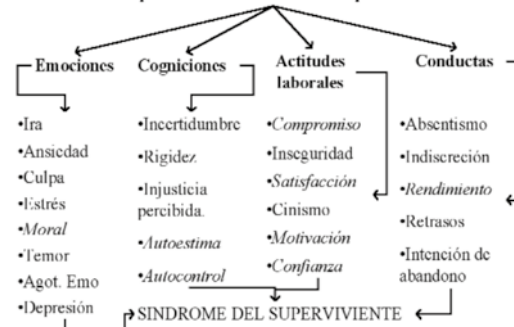 Emociones
Cogniciones
Actitudes
laborales
Conductas
•Ira
•Ansiedad
•Culpa
•Estrés
•Moral
•Temor
•Agot. Emo
•Depresión
•Incertidumbre
•Rigidez
•Injusticia
percibida.
•Autoestima
•Autocontrol
•Compromiso
•Inseguridad
•Satisfacción
•Cinismo
•Motivación
•Confianza
•Absentismo
•Indiscreción
•Rendimiento
•Retrasos
•Intención de
abandono
SINDROME DEL SUPERVIVIENTE